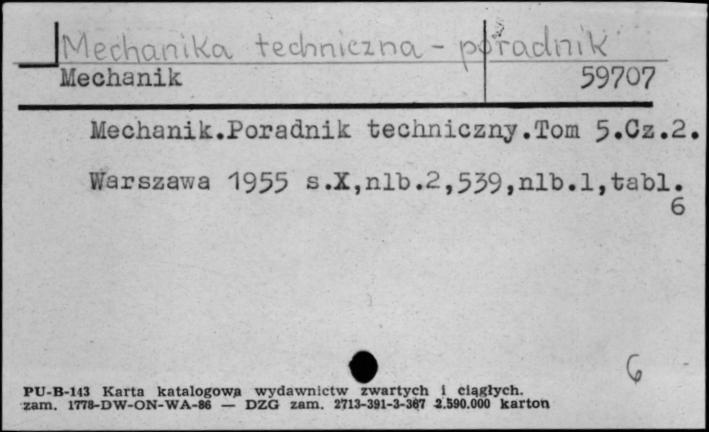 Mechanika techniczna - poradnik
Mechanik 59707
Mechanik.Poradnik techniczny.Tom 5.Cz.2.
Warszawa 1955 s.X,nlb.2,539,nlb.1,tabl.
6
6
PU-B-143 Karta katalogowa wydawnictw zwartych i ciągłych.
zam. 1778-DW-ON-WA-86 — DZG zam. 2713-391-3-367 2.590.000 karton